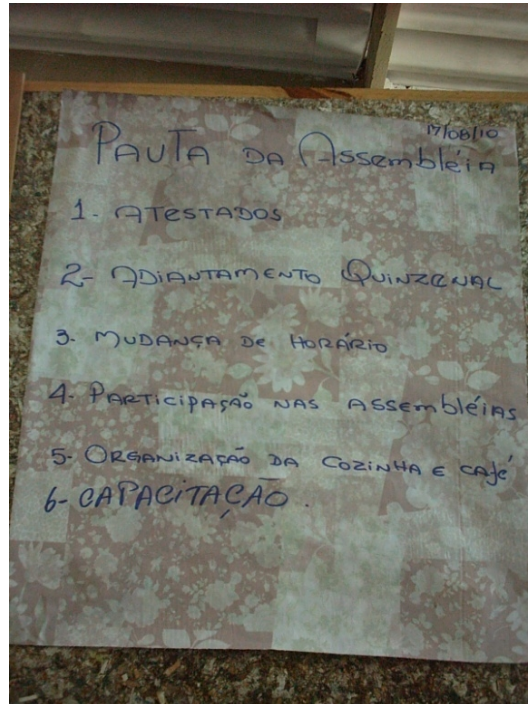 17/08/10
PAUTA DA Assembléia
1. ATESTADOS
2- ADIANTAMENTO QUINZENAL
3. MUDANÇA De HORÁRIO
4. PARTICIPAÇÃO NAS ASSembléIAS
5- ORGANIZAÇÃO DA COZINHA E CAfé
6- CAPACITAÇÃO.